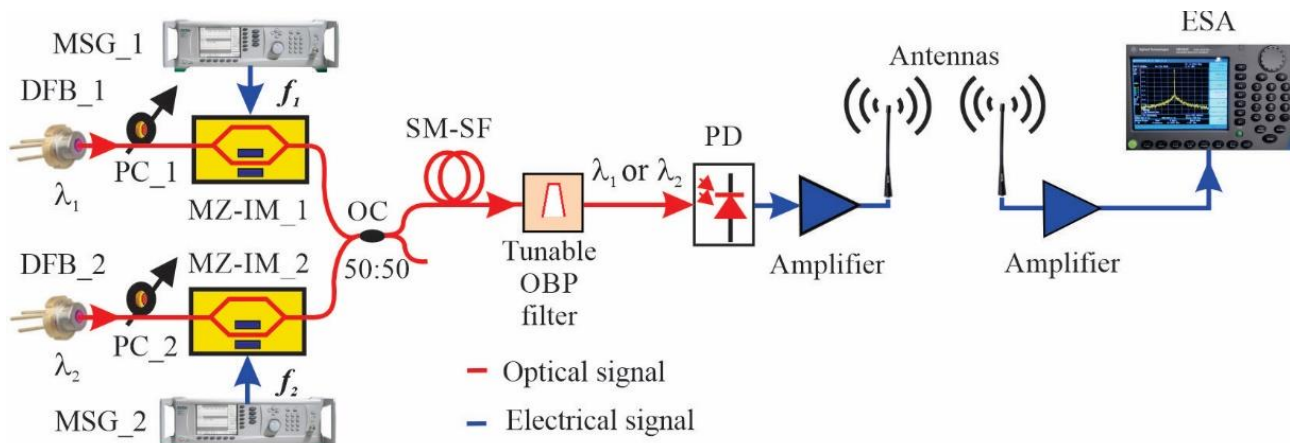 MSG_1
ESA
Antennas
DFB_1
f₁
SM-SF
PD
λ₁ or λ₂
PC_1
λ₁
MZ-IM_1
OC
DFB_2
MZ-IM_2
50:50
Tunable
OBP
filter
Amplifier
Amplifier
PC_2
λ₂
f₂
Optical signal
MSG_2
Electrical signal